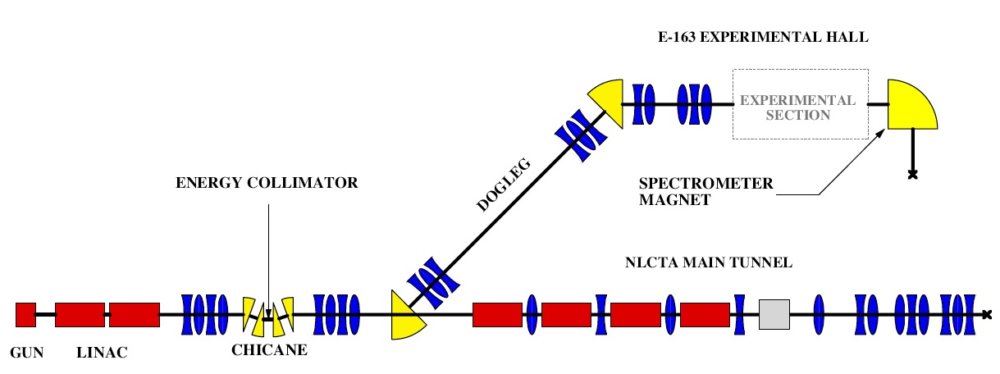 E-163 EXPERIMENTAL HALL
EXPERIMENTAL
SECTION
ENERGY COLLIMATOR
DOGLEG
SPECTROMETER
MAGNET
NLCTA MAIN TUNNEL
CHICANE
GUN
LINAC